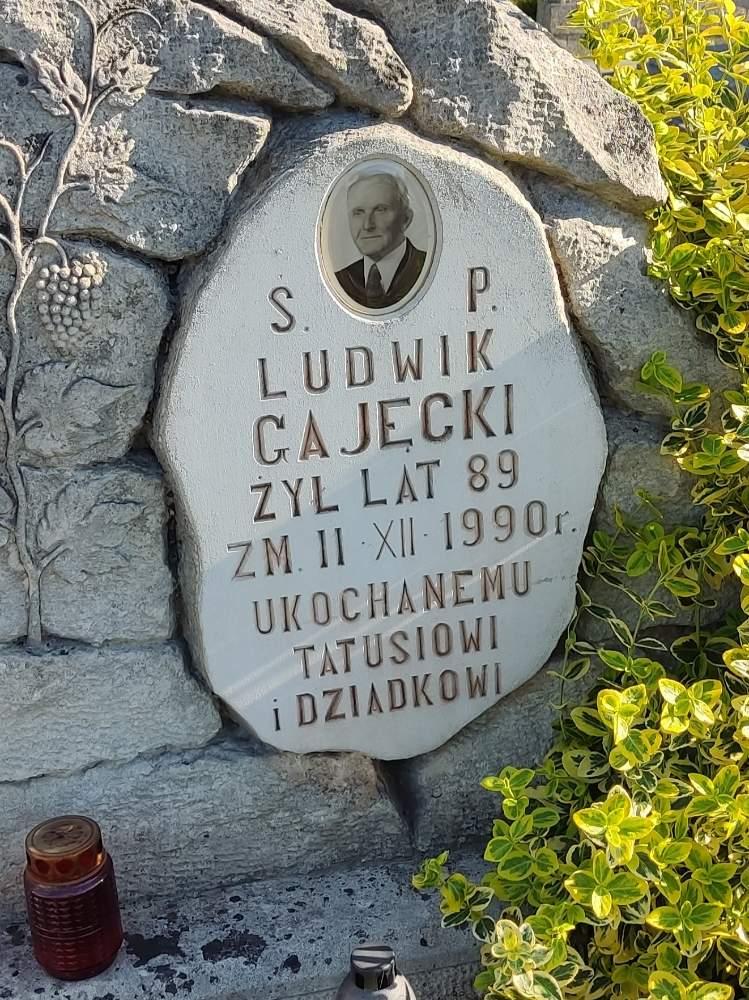 Ś. P.
LUDWIK
GAJĘCKI
ŻYŁ LAT 89
ZM. 11 · XII · 1990 r.
UKOCHANEMU
TATUSIOWI
i DZIADKOWI